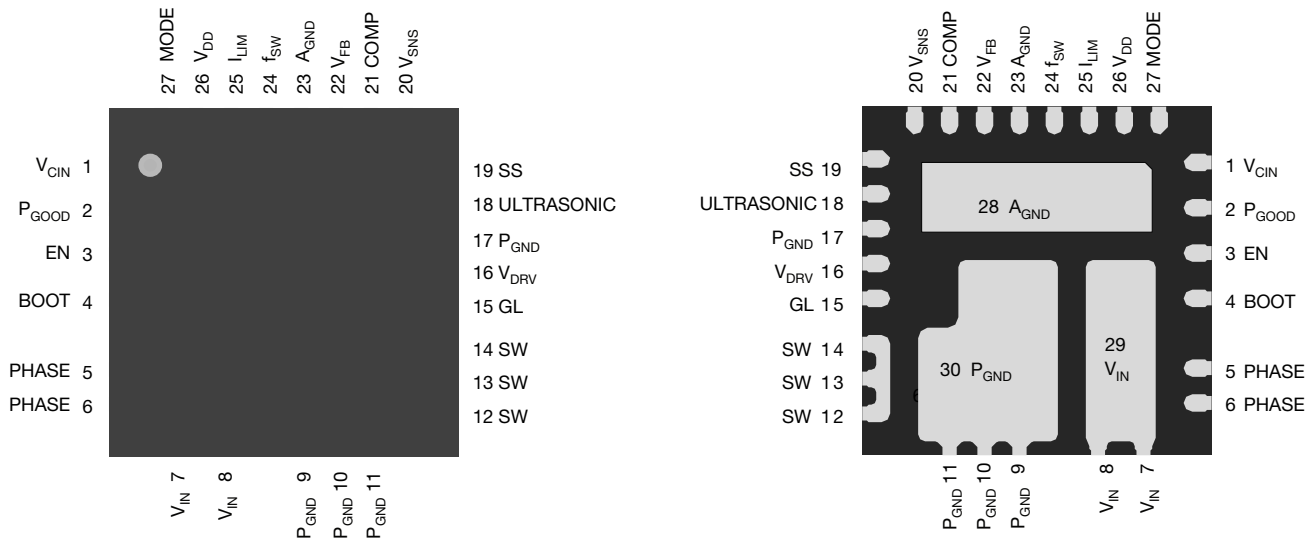 27 MODE
26 VDD
25 ILIM
24 fSW
23 AGND
22 VFB
21 COMP
20 VSNS
VCIN 1
PGOOD 2
EN 3
BOOT 4
PHASE 5
PHASE 6
19 SS
18 ULTRASONIC
17 PGND
16 VDRV
15 GL
14 SW
13 SW
12 SW
VIN 7
VIN 8
PGND 9
PGND 10
PGND 11
20 VSNS
21 COMP
22 VFB
23 AGND
24 fSW
25 ILIM
26 VDD
27 MODE
SS 19
ULTRASONIC 18
PGND 17
VDRV 16
GL 15
SW 14
SW 13
SW 12
28 AGND
30 PGND
6
29
VIN
1 VCIN
2 PGOOD
3 EN
4 BOOT
5 PHASE
6 PHASE
PGND 11
PGND 10
PGND 9
VIN 8
VIN 7